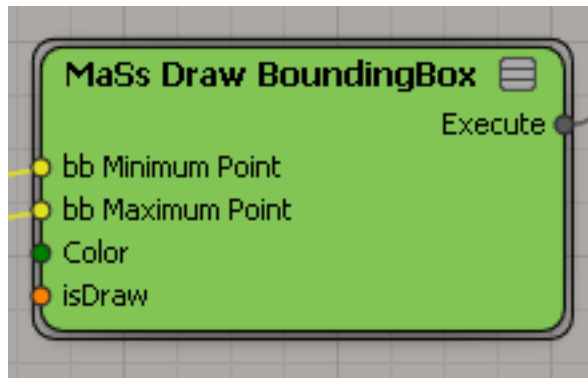 MaSs Draw BoundingBox
Execute
bb Minimum Point
bb Maximum Point
Color
isDraw